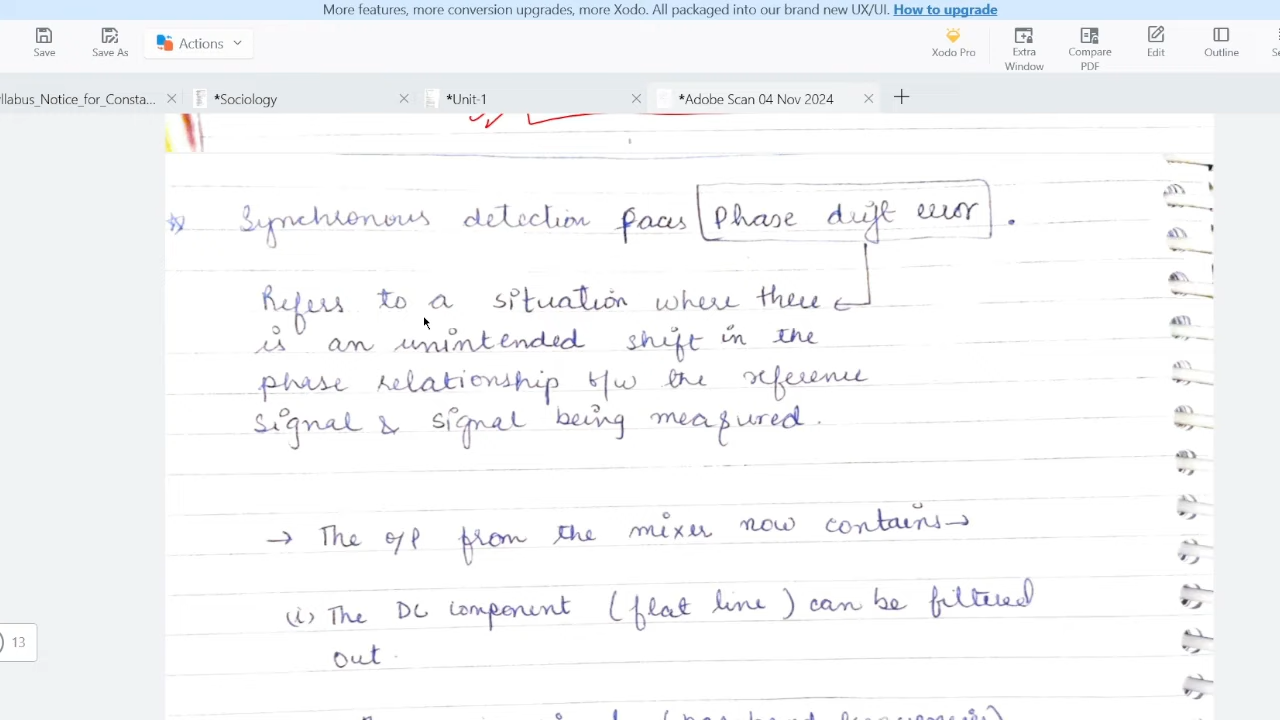 More features, more conversion upgrades, more Xodo. All packaged into our brand new UX/UI. How to upgrade
Save
Save As
Actions
Xodo Pro
Extra Window
Compare PDF
Edit
Outline
llabus_Notice_for_Consta...
*Sociology
*Unit-1
*Adobe Scan 04 Nov 2024
Synchronous detection faces Phase drift error .
Refers to a situation where there
is an unintended shift in the
phase relationship b/w the reference
signal & signal being measured.
→ The o/p from the mixer now contains →
(i) The DC component (flat line) can be filtered
out.
13